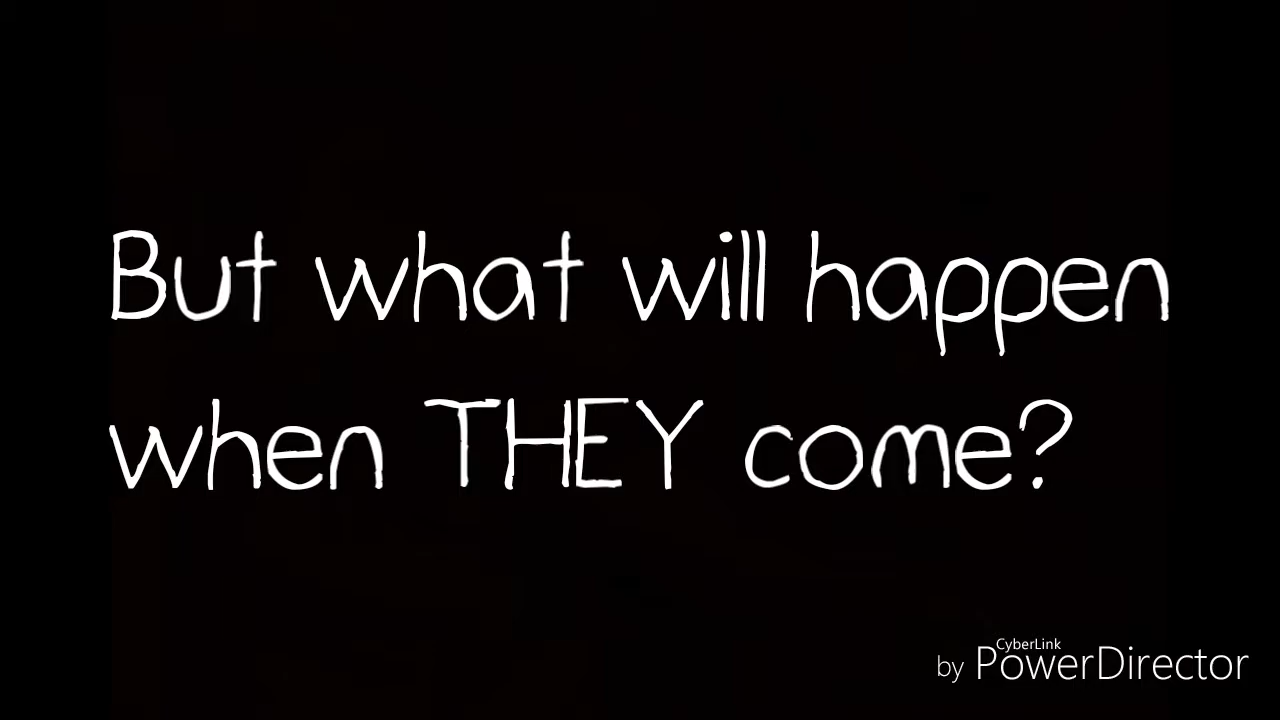 But what will happen
when THEY come?
CyberLink
by PowerDirector